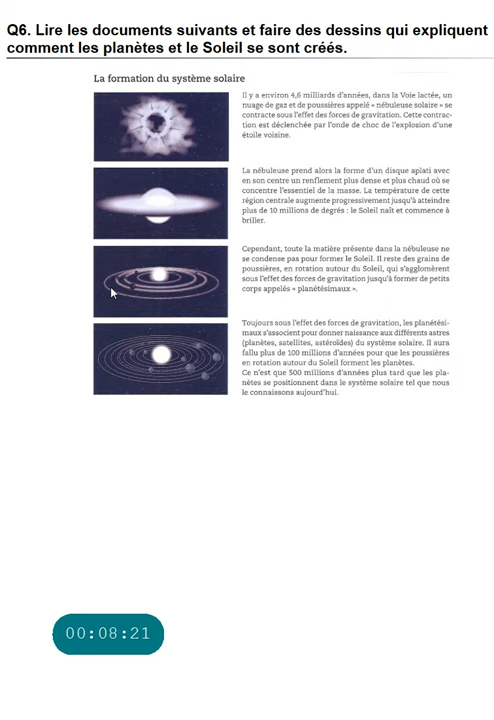 Q6. Lire les documents suivants et faire des dessins qui expliquent
comment les planètes et le Soleil se sont créés.
La formation du système solaire
Il y a environ 4,6 milliards d'années, dans la Voie lactée, un
nuage de gaz et de poussières appelé « nébuleuse solaire » se
contracte sous l'effet des forces de gravitation. Cette contrac-
tion est déclenchée par l'onde de choc de l'explosion d'une
étoile voisine.
La nébuleuse prend alors la forme d'un disque aplati avec
en son centre un renflement plus dense et plus chaud où se
concentre l'essentiel de la masse. La température de cette
région centrale augmente progressivement jusqu'à atteindre
plus de 10 millions de degrés : le Soleil naît et commence à
briller.
Cependant, toute la matière présente dans la nébuleuse ne
se condense pas pour former le Soleil. Il reste des grains de
poussières, en rotation autour du Soleil, qui s'agglomèrent
sous l'effet des forces de gravitation jusqu'à former de petits
corps appelés « planétésimaux ».
Toujours sous l'effet des forces de gravitation, les planétési-
maux s'associent pour donner naissance aux différents astres
(planètes, satellites, astéroïdes) du système solaire. Il aura
fallu plus de 100 millions d'années pour que les poussières
en rotation autour du Soleil forment les planètes.
Ce n'est que 500 millions d'années plus tard que les pla-
nètes se positionnent dans le système solaire tel que nous
le connaissons aujourd'hui.
00:08:21